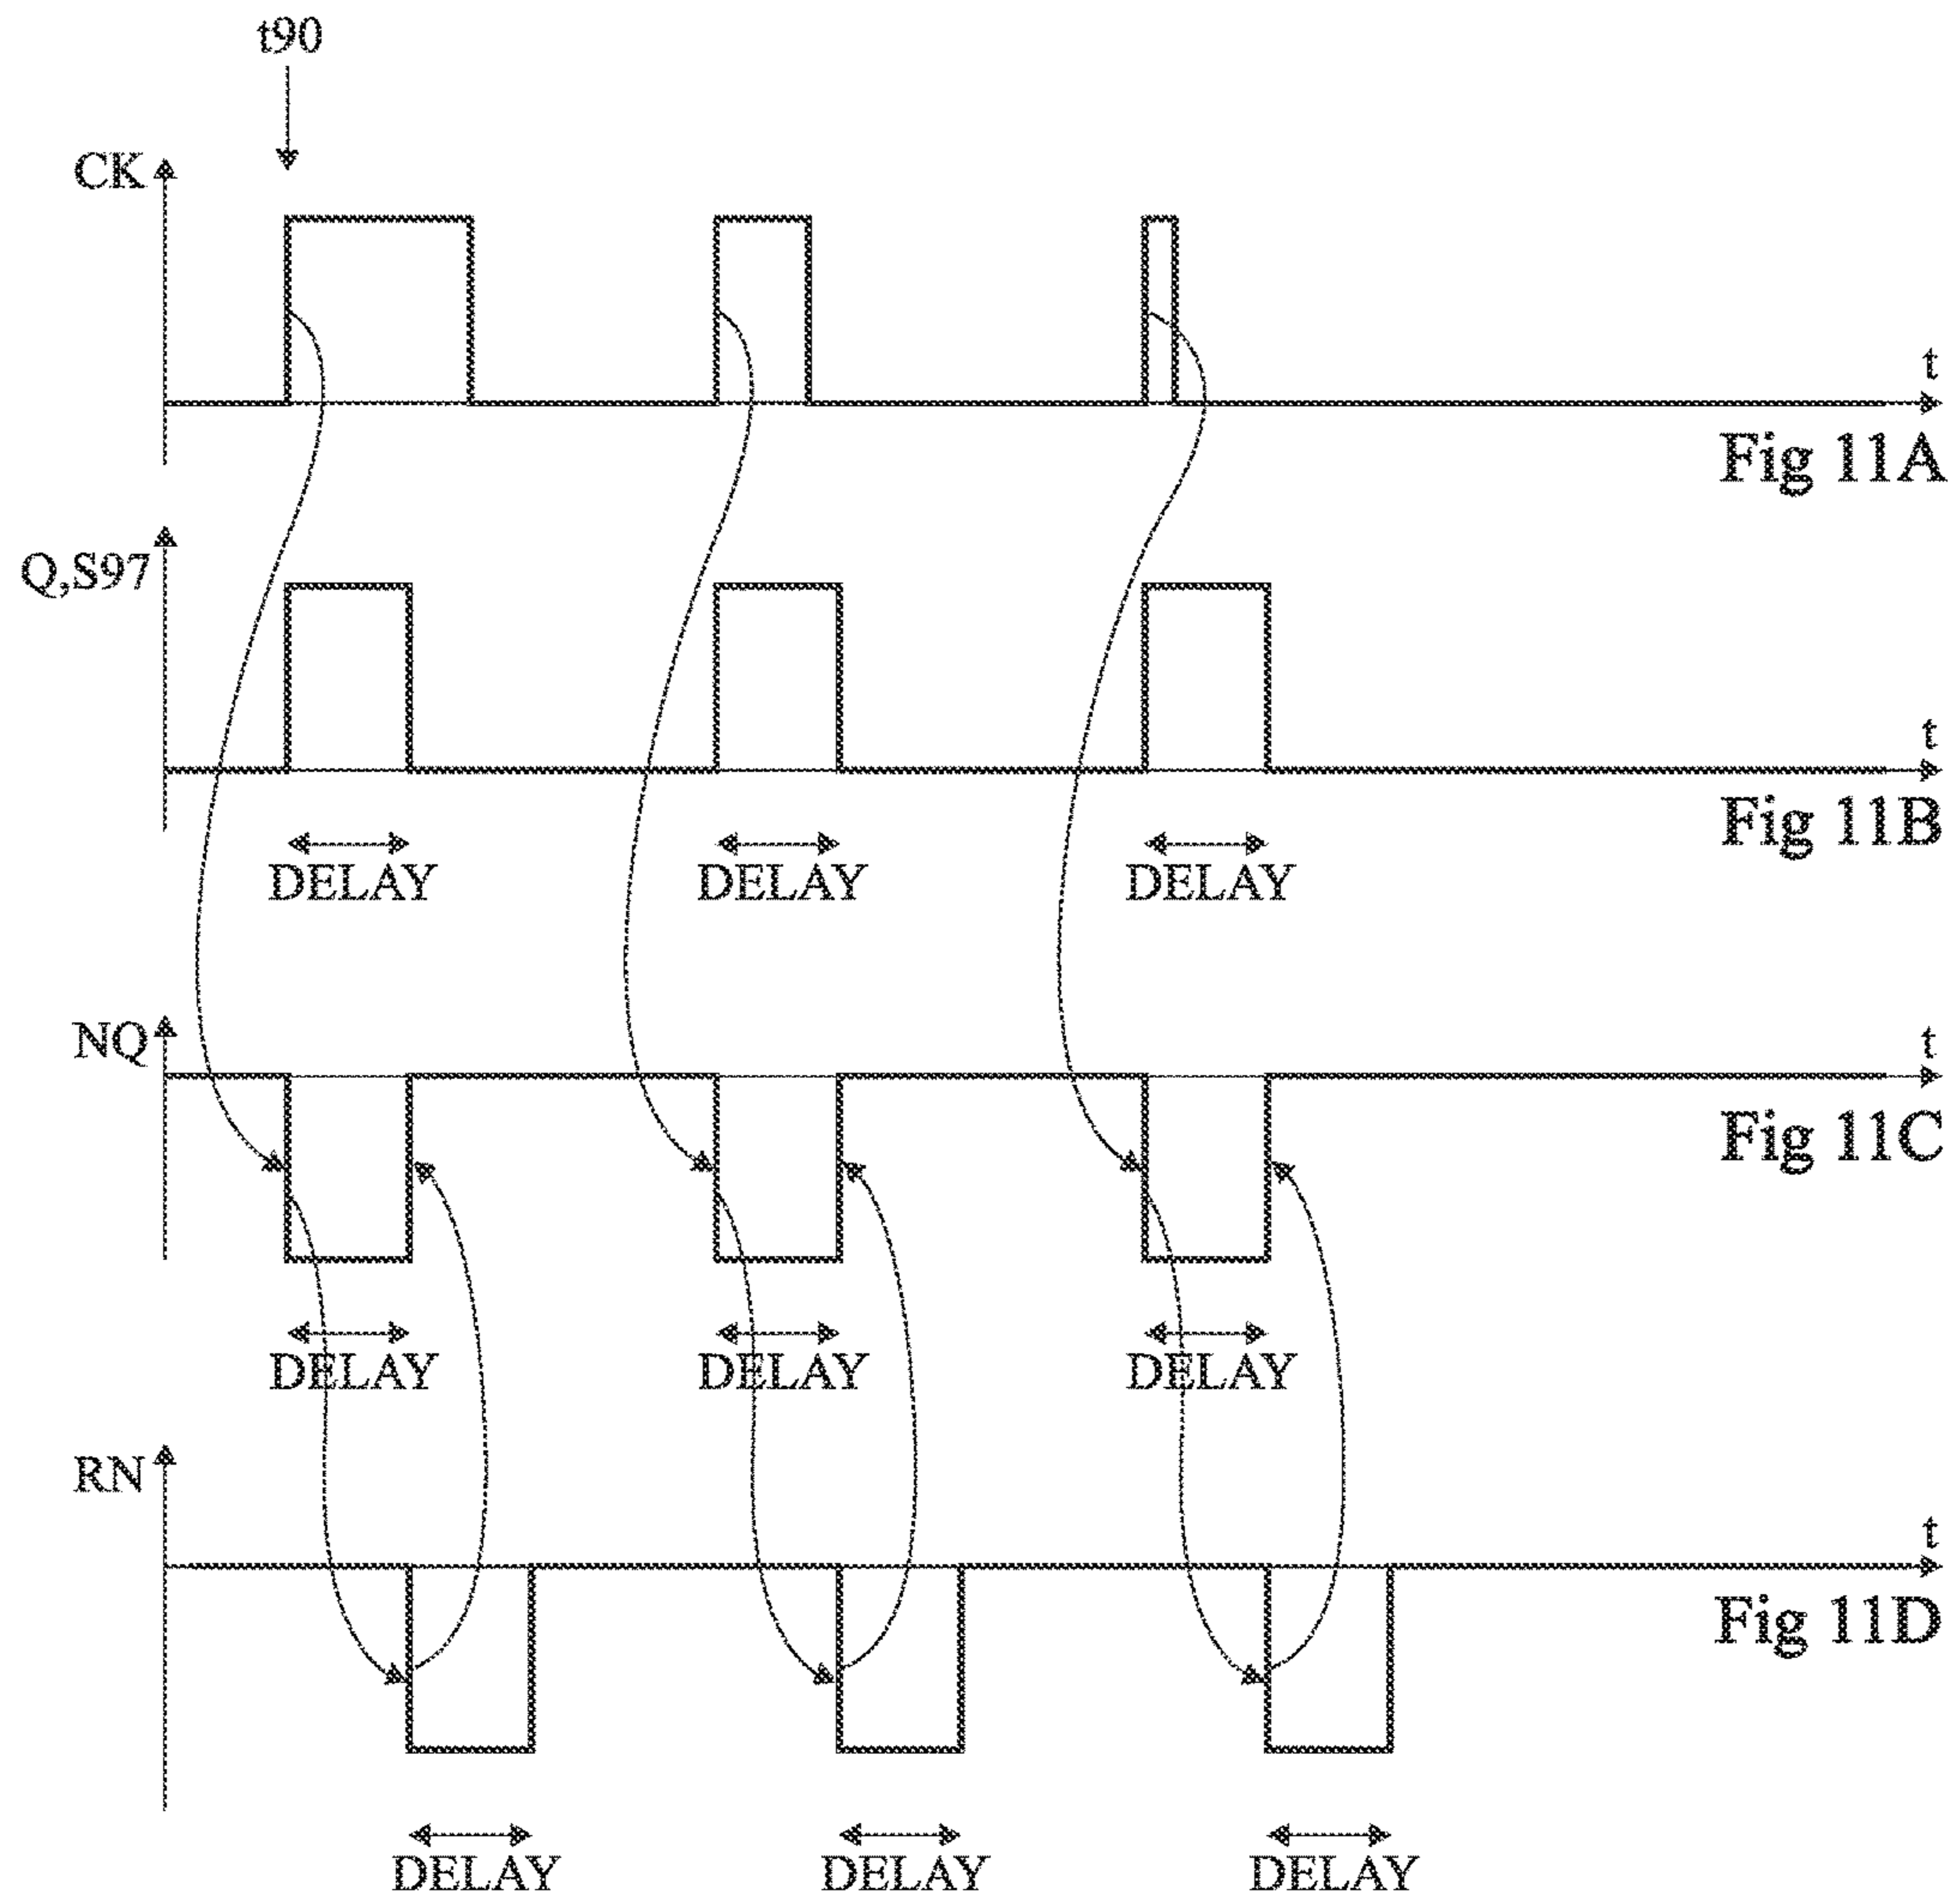 t90
CK
t
Fig 11A
Q,S97
t
Fig 11B
DELAY DELAY DELAY
NQ
t
Fig 11C
DELAY DELAY DELAY
RN
t
Fig 11D
DELAY DELAY DELAY